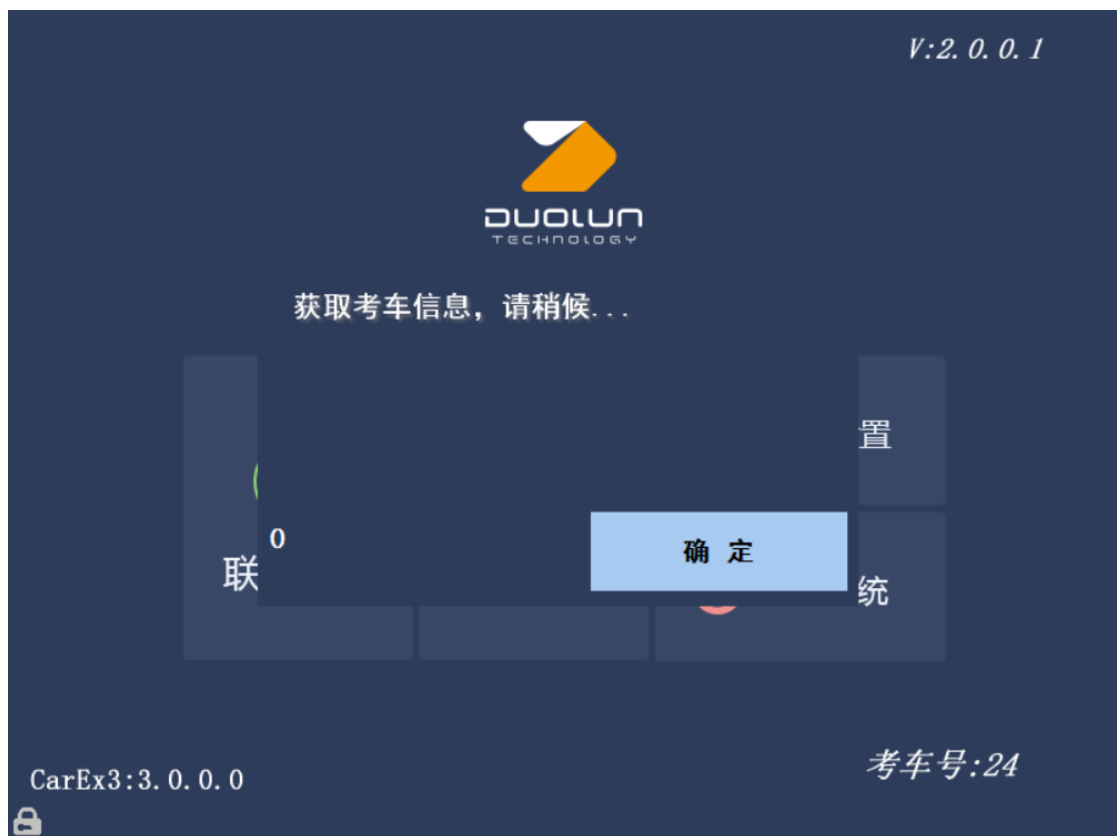 V:2.0.0.1
DUOLUN
TECHNOLOGY
获取考车信息，请稍候...
置
0
确 定
联
统
考车号:24
CarEx3:3.0.0.0